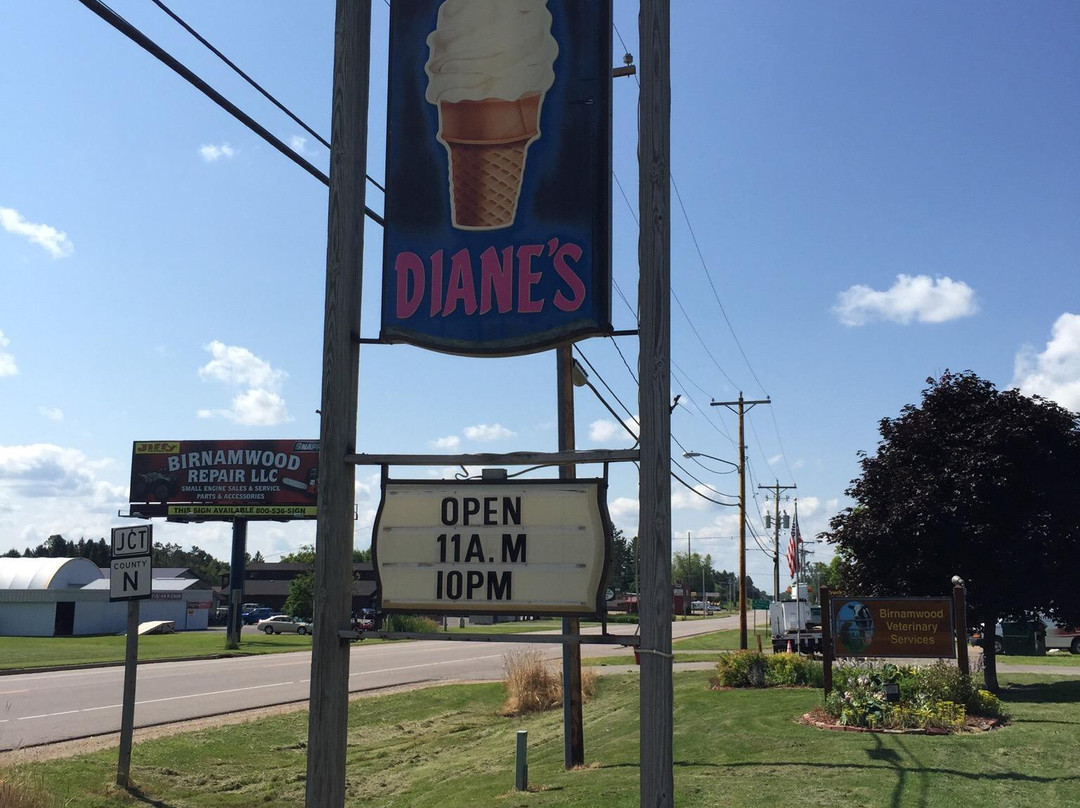 DIANE'S
OPEN
11A.M
10PM
BIRNAMWOOD
REPAIR LLC
SMALL ENGINE SALES & SERVICE
PARTS & ACCESSORIES
THIS SIGN AVAILABLE 800-536-SIGN
JCT
COUNTY
N
Birnamwood
Veterinary
Services